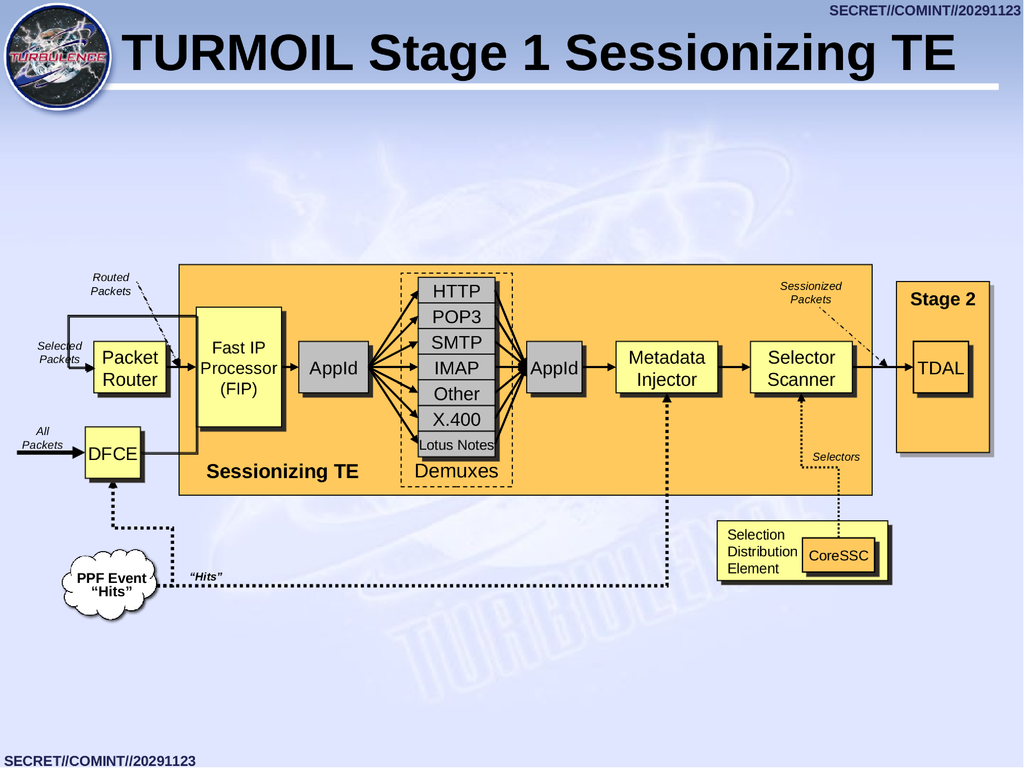 SECRET//COMINT//20291123
TURBULENCE
TURMOIL Stage 1 Sessionizing TE
Routed
Packets
Selected
Packets
Packet
Router
All
Packets
DFCE
Fast IP
Processor
(FIP)
AppId
HTTP
POP3
SMTP
IMAP
Other
X.400
Lotus Notes
Demuxes
AppId
Metadata
Injector
Selector
Scanner
Sessionized
Packets
Stage 2
TDAL
Sessionizing TE
Selectors
Selection
Distribution
Element
CoreSSC
PPF Event
“Hits”
“Hits”
TURBULENCE
SECRET//COMINT//20291123